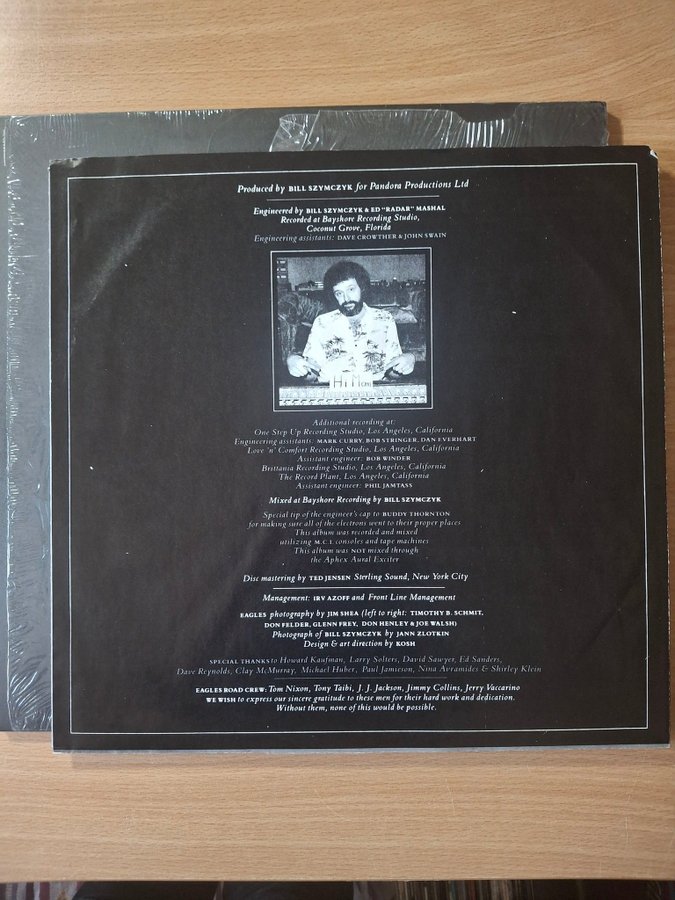 Produced by BILL SZYMCZYK for Pandora Productions Ltd
Engineered by BILL SZYMCZYK & ED "RADAR" MASHAL
Recorded at Bayshore Recording Studio,
Coconut Grove, Florida
Engineering assistants: DAVE CROWTHER & JOHN SWAIN
Hi Mom
Additional recording at:
One Step Up Recording Studio, Los Angeles, California
Engineering assistants: MARK CURRY, BOB STRINGER, DAN EVERHART
Love 'n' Comfort Recording Studio, Los Angeles, California
Assistant engineer: BOB WINDER
Brittania Recording Studio, Los Angeles, California
The Record Plant, Los Angeles, California
Assistant engineer: PHIL JAMTASS
Mixed at Bayshore Recording by BILL SZYMCZYK
Special tip of the engineer's cap to BUDDY THORNTON
for making sure all of the electrons went to their proper places
This album was recorded and mixed
utilizing M.C.I. consoles and tape machines
This album was NOT mixed through
the Aphex Aural Exciter
Disc mastering by TED JENSEN Sterling Sound, New York City
Management: IRV AZOFF and Front Line Management
EAGLES photography by JIM SHEA (left to right: TIMOTHY B. SCHMIT,
DON FELDER, GLENN FREY, DON HENLEY & JOE WALSH)
Photograph of BILL SZYMCZYK by JANN ZLOTKIN
Design & art direction by KOSH
SPECIAL THANKS to Howard Kaufman, Larry Solters, David Sawyer, Ed Sanders,
Dave Reynolds, Clay McMurray, Michael Huber, Paul Jamieson, Nina Avramides & Shirley Klein
EAGLES ROAD CREW: Tom Nixon, Tony Taibi, J. J. Jackson, Jimmy Collins, Jerry Vaccarino
WE WISH to express our sincere gratitude to these men for their hard work and dedication.
Without them, none of this would be possible.